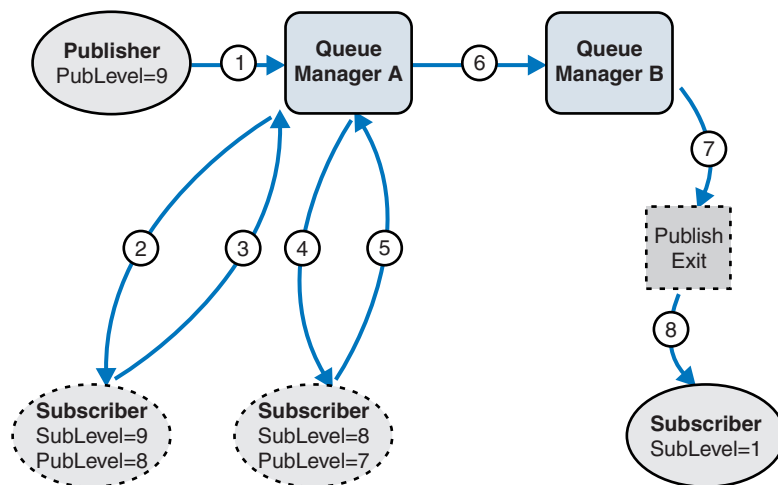 Publisher
PubLevel=9
1
Queue
Manager A
6
Queue
Manager B
7
2
3
4
5
Publish
Exit
8
Subscriber
SubLevel=9
PubLevel=8
Subscriber
SubLevel=8
PubLevel=7
Subscriber
SubLevel=1